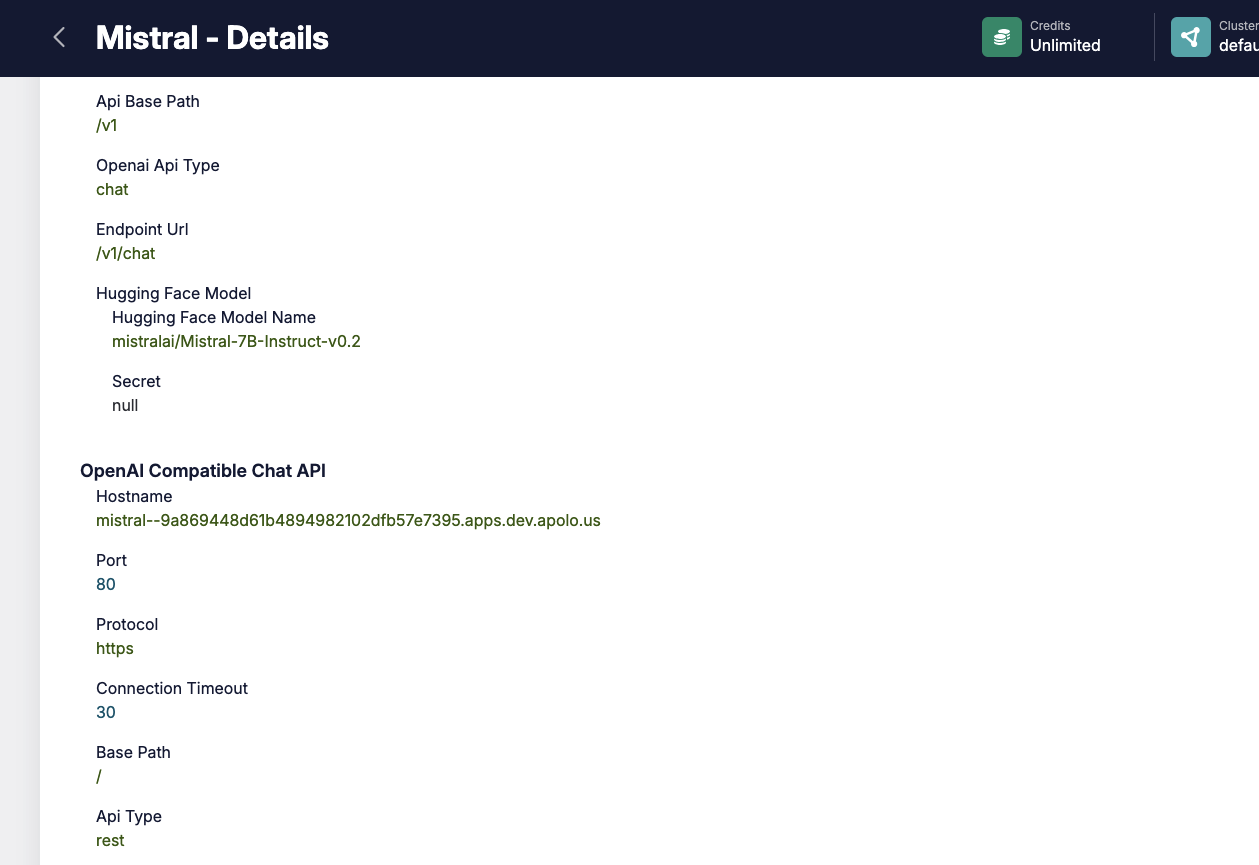 Mistral - Details
Credits
Unlimited
Cluster
defau
Api Base Path
/v1
Openai Api Type
chat
Endpoint Url
/v1/chat
Hugging Face Model
Hugging Face Model Name
mistralai/Mistral-7B-Instruct-v0.2
Secret
null
OpenAI Compatible Chat API
Hostname
mistral--9a869448d61b4894982102dfb57e7395.apps.dev.apolo.us
Port
80
Protocol
https
Connection Timeout
30
Base Path
/
Api Type
rest